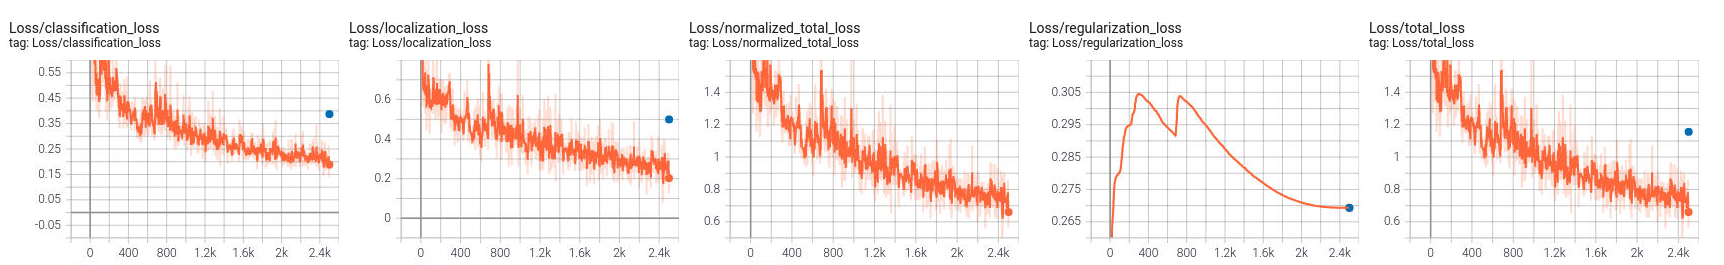 Loss/classification_loss
tag: Loss/classification_loss
0.55
0.45
0.35
0.25
0.15
0.05
-0.05
0 400 800 1.2k 1.6k 2k 2.4k
Loss/localization_loss
tag: Loss/localization_loss
0.6
0.4
0.2
0
0 400 800 1.2k 1.6k 2k 2.4k
Loss/normalized_total_loss
tag: Loss/normalized_total_loss
1.4
1.2
1
0.8
0.6
0 400 800 1.2k 1.6k 2k 2.4k
Loss/regularization_loss
tag: Loss/regularization_loss
0.305
0.295
0.285
0.275
0.265
0 400 800 1.2k 1.6k 2k 2.4k
Loss/total_loss
tag: Loss/total_loss
1.4
1.2
1
0.8
0.6
0 400 800 1.2k 1.6k 2k 2.4k